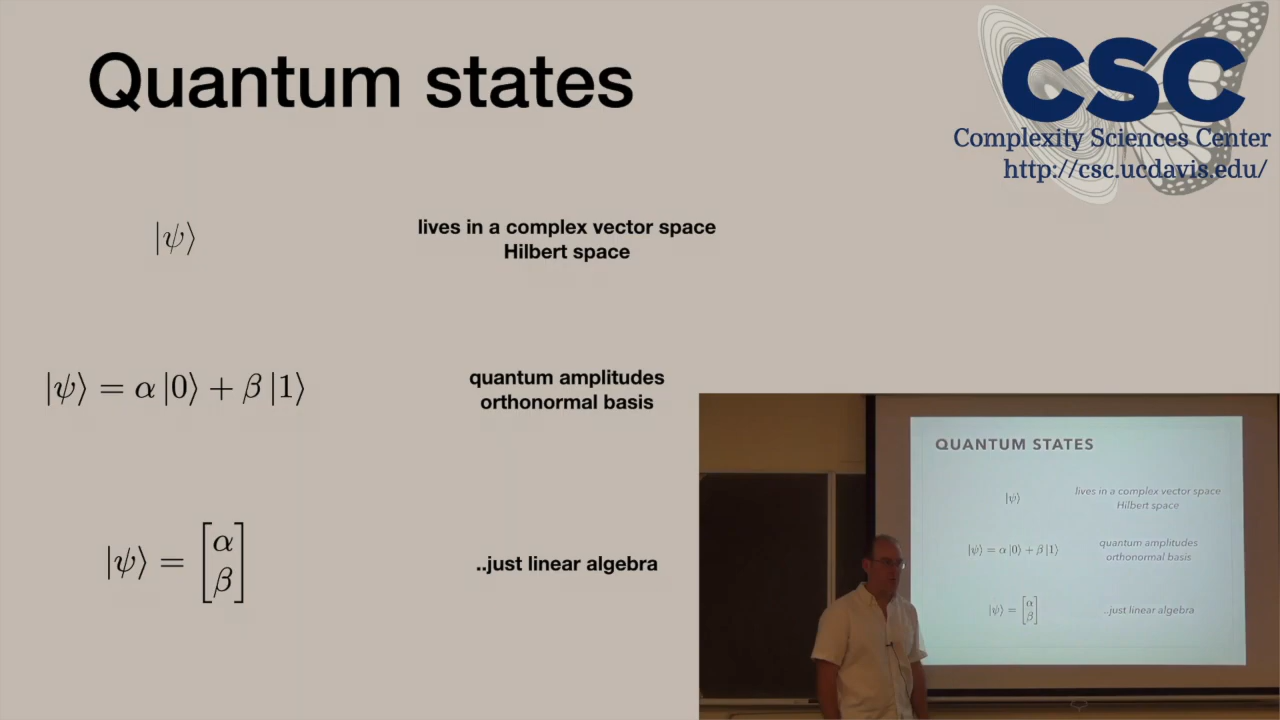 Quantum states
CSC
Complexity Sciences Center
http://csc.ucdavis.edu/
|ψ⟩
lives in a complex vector space
Hilbert space
|ψ⟩ = α|0⟩ + β|1⟩
quantum amplitudes
orthonormal basis
|ψ⟩ = [α
β]
..just linear algebra
QUANTUM STATES
|ψ⟩
lives in a complex vector space
Hilbert space
|ψ⟩ = α|0⟩ + β|1⟩
quantum amplitudes
orthonormal basis
|ψ⟩ = [α
β]
..just linear algebra